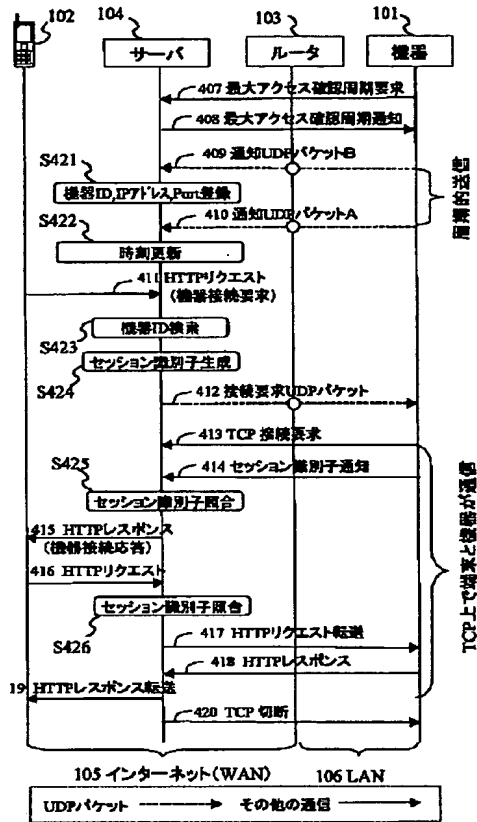 102
104
103
101
サーバ
ルータ
機器
407 最大アクセス確認周期要求
408 最大アクセス確認周期通知
S421
409 通知UDPパケットB
機器ID,IPアドレス,Port登録
S422
410 通知UDPパケットA
時刻更新
周期的送信
411 HTTPリクエスト
(機器接続要求)
機器ID検索
S423
セッション識別子生成
S424
412 接続要求UDPパケット
413 TCP 接続要求
S425
414 セッション識別子通知
セッション識別子照合
415 HTTPレスポンス
(機器接続応答)
416 HTTPリクエスト
セッション識別子照合
S426
417 HTTPリクエスト転送
418 HTTPレスポンス
19 HTTPレスポンス転送
420 TCP 切断
TCP上で端末と機器が通信
105 インターネット(WAN)
106 LAN
UDPパケット
その他の通信